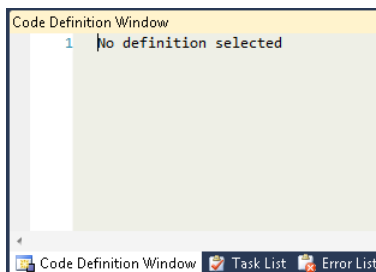 Code Definition Window
1 No definition selected
Code Definition Window Task List Error List